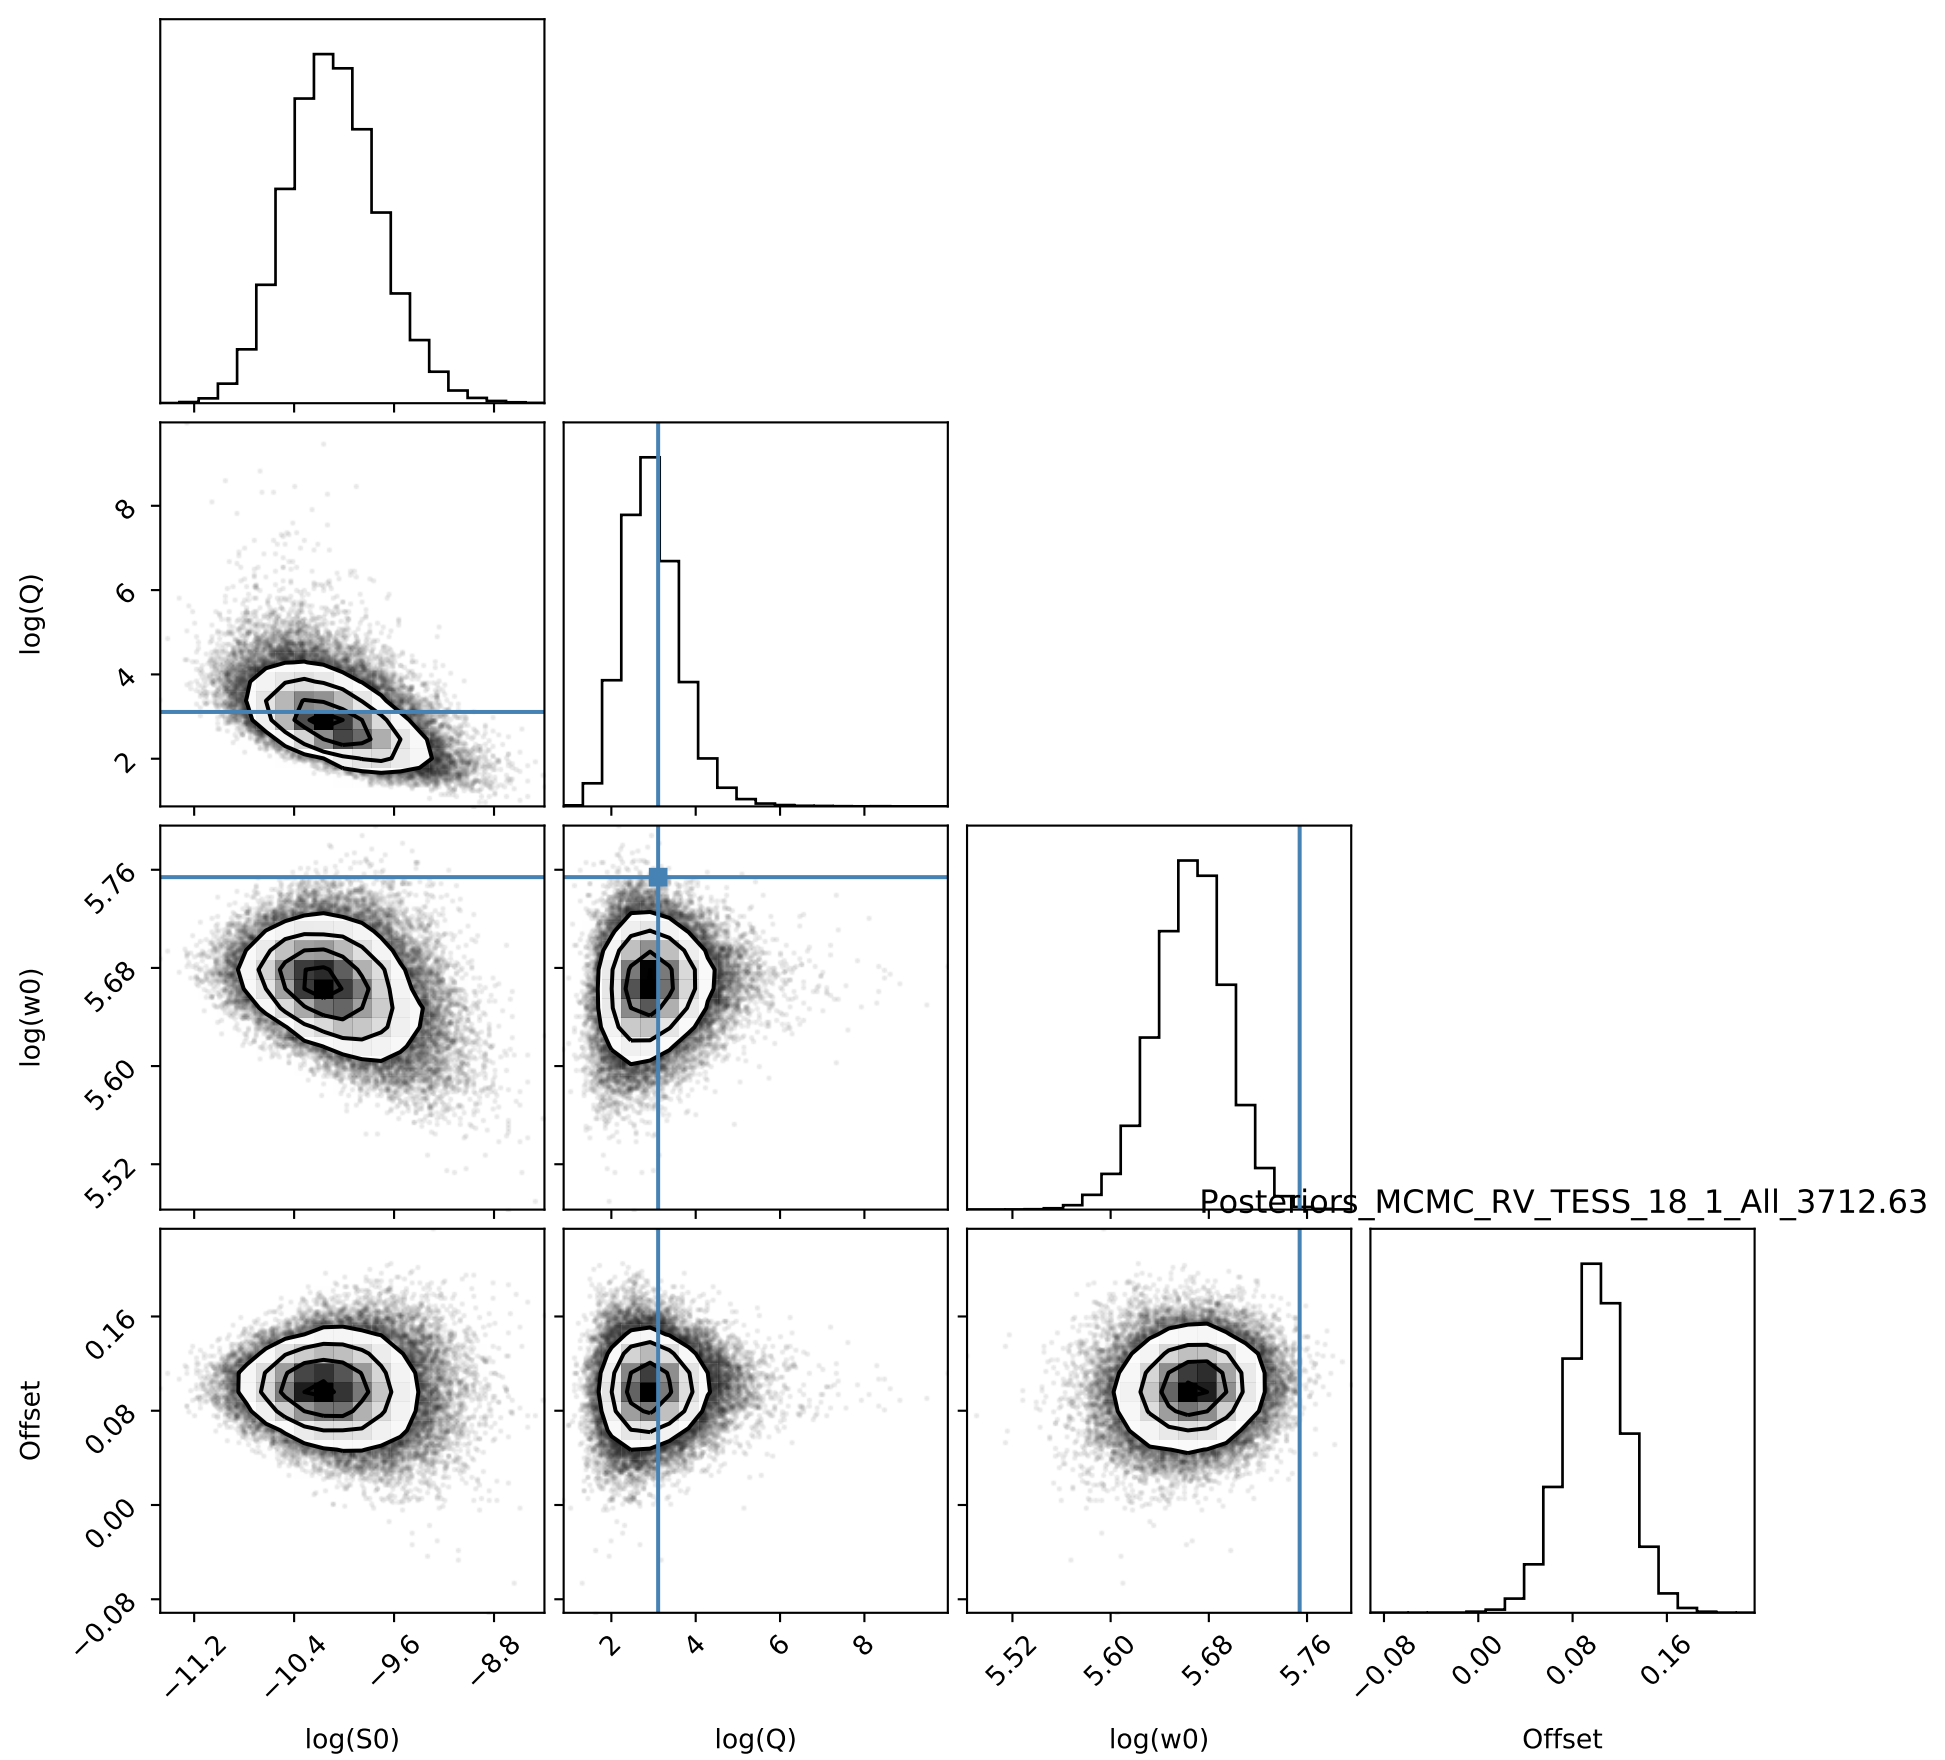 log(Q)
8
6
4
2
log(w0)
5.76
5.68
5.60
5.52
Posteriors_MCMC_RV_TESS_18_1_All_3712.63
Offset
0.16
0.08
0.00
−0.08
−11.2 −10.4 −9.6 −8.8
2 4 6 8
5.52 5.60 5.68 5.76
−0.08 0.00 0.08 0.16
log(S0)
log(Q)
log(w0)
Offset